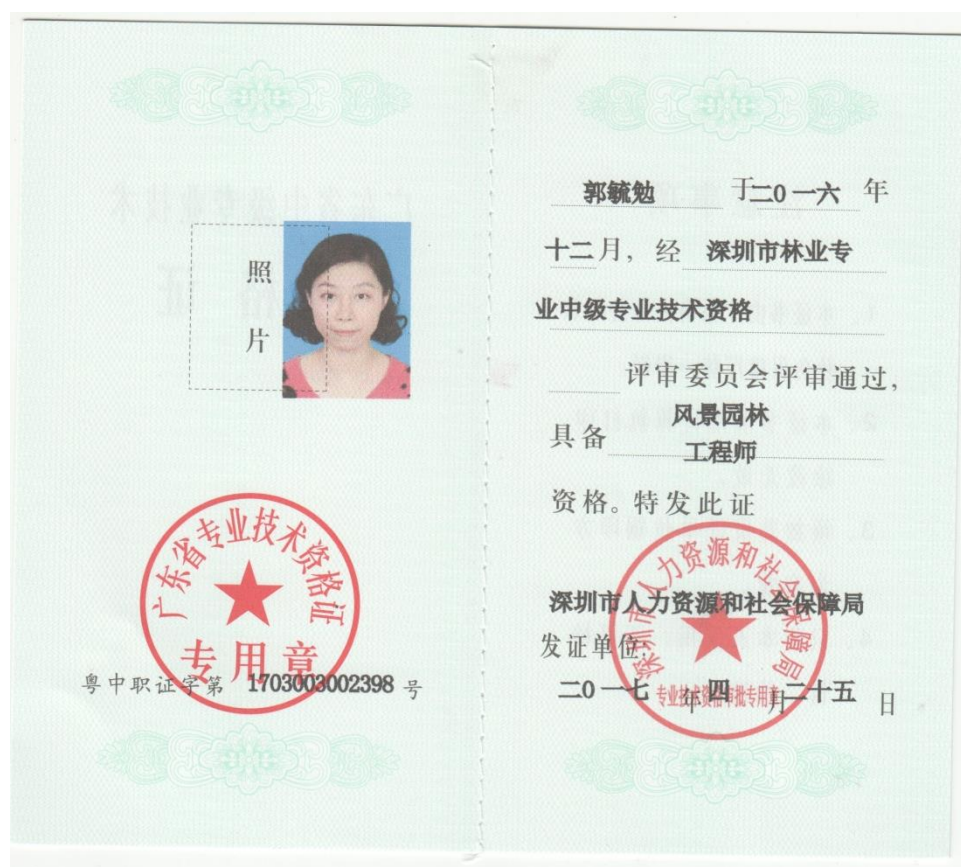 照
片
广东省专业技术资格证
专用章
粤中职证字第 1703003002398 号
郭毓勉 于二0一六 年
十二月，经 深圳市林业专
业中级专业技术资格
评审委员会评审通过，
风景园林
具备 工程师
资格。特发此证
深圳市人力资源和社会保障局
深圳市人力资源和社会保障局
发证单位：
专业技术资格审批专用章
二0一七 年 四 月二十五 日